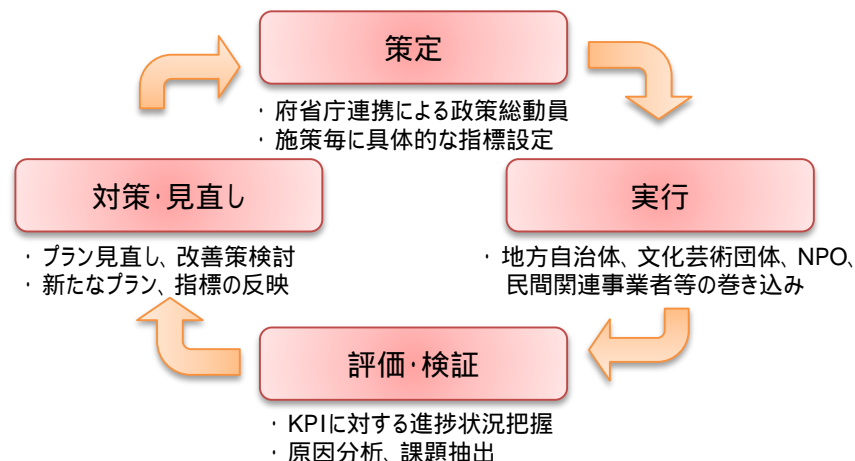 策定
・府省庁連携による政策総動員
・施策毎に具体的な指標設定
対策・見直し
・プラン見直し、改善策検討
・新たなプラン、指標の反映
実行
・地方自治体、文化芸術団体、NPO、
民間関連事業者等の巻き込み
評価・検証
・KPIに対する進捗状況把握
・原因分析、課題抽出